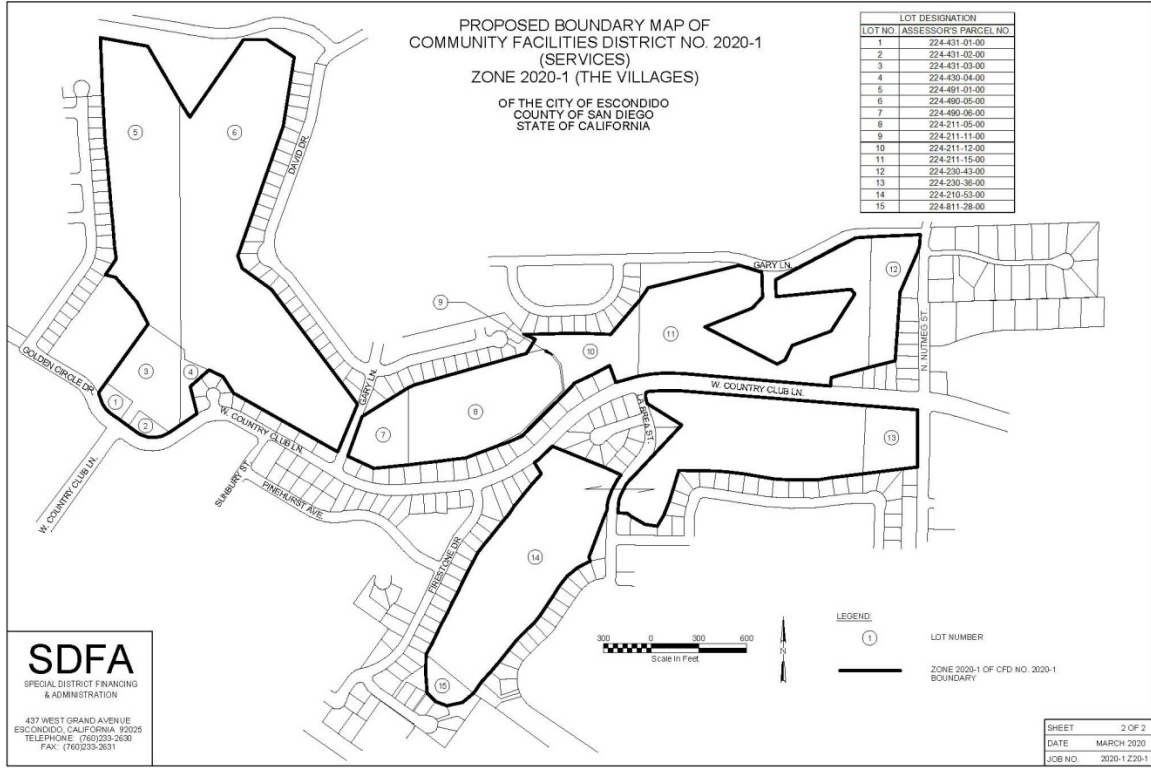 PROPOSED BOUNDARY MAP OF
COMMUNITY FACILITIES DISTRICT NO. 2020-1
(SERVICES)
ZONE 2020-1 (THE VILLAGES)
OF THE CITY OF ESCONDIDO
COUNTY OF SAN DIEGO
STATE OF CALIFORNIA
LOT DESIGNATION
LOT NO. ASSESSOR'S PARCEL NO.
1 224-431-01-00
2 224-431-02-00
3 224-431-03-00
4 224-430-04-00
5 224-491-01-00
6 224-490-05-00
7 224-490-06-00
8 224-211-05-00
9 224-211-11-00
10 224-211-12-00
11 224-211-15-00
12 224-230-43-00
13 224-230-36-00
14 224-210-53-00
15 224-811-28-00
5
6
DAVID DR.
GARY LN.
12
9
11
10
N. NUTMEG ST.
GOLDEN CIRCLE DR.
3
4
GARY LN.
W. COUNTRY CLUB LN.
1
2
8
LA BREA ST.
W. COUNTRY CLUB LN.
7
13
W. COUNTRY CLUB LN.
SUNBURY ST.
PINEHURST AVE.
FIRESTONE DR.
14
15
300 0 300 600
Scale In Feet
N
LEGEND:
1 LOT NUMBER
ZONE 2020-1 OF CFD NO. 2020-1
BOUNDARY
SDFA
SPECIAL DISTRICT FINANCING
& ADMINISTRATION
437 WEST GRAND AVENUE
ESCONDIDO, CALIFORNIA 92025
TELEPHONE: (760)233-2630
FAX: (760)233-2631
SHEET 2 OF 2
DATE MARCH 2020
JOB NO. 2020-1 Z20-1